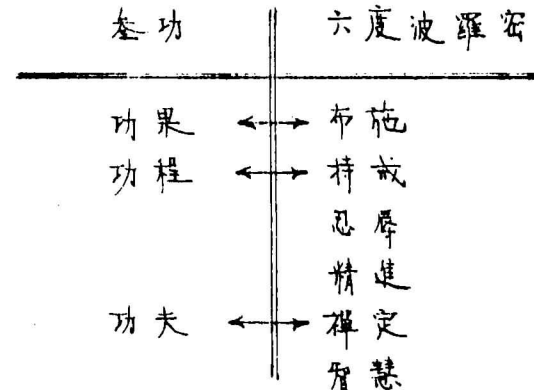 叁功 六度波羅密
功果 ↔ 布施
功程 ↔ 持戒
忍辱
精進
功夫 ↔ 禪定
智慧